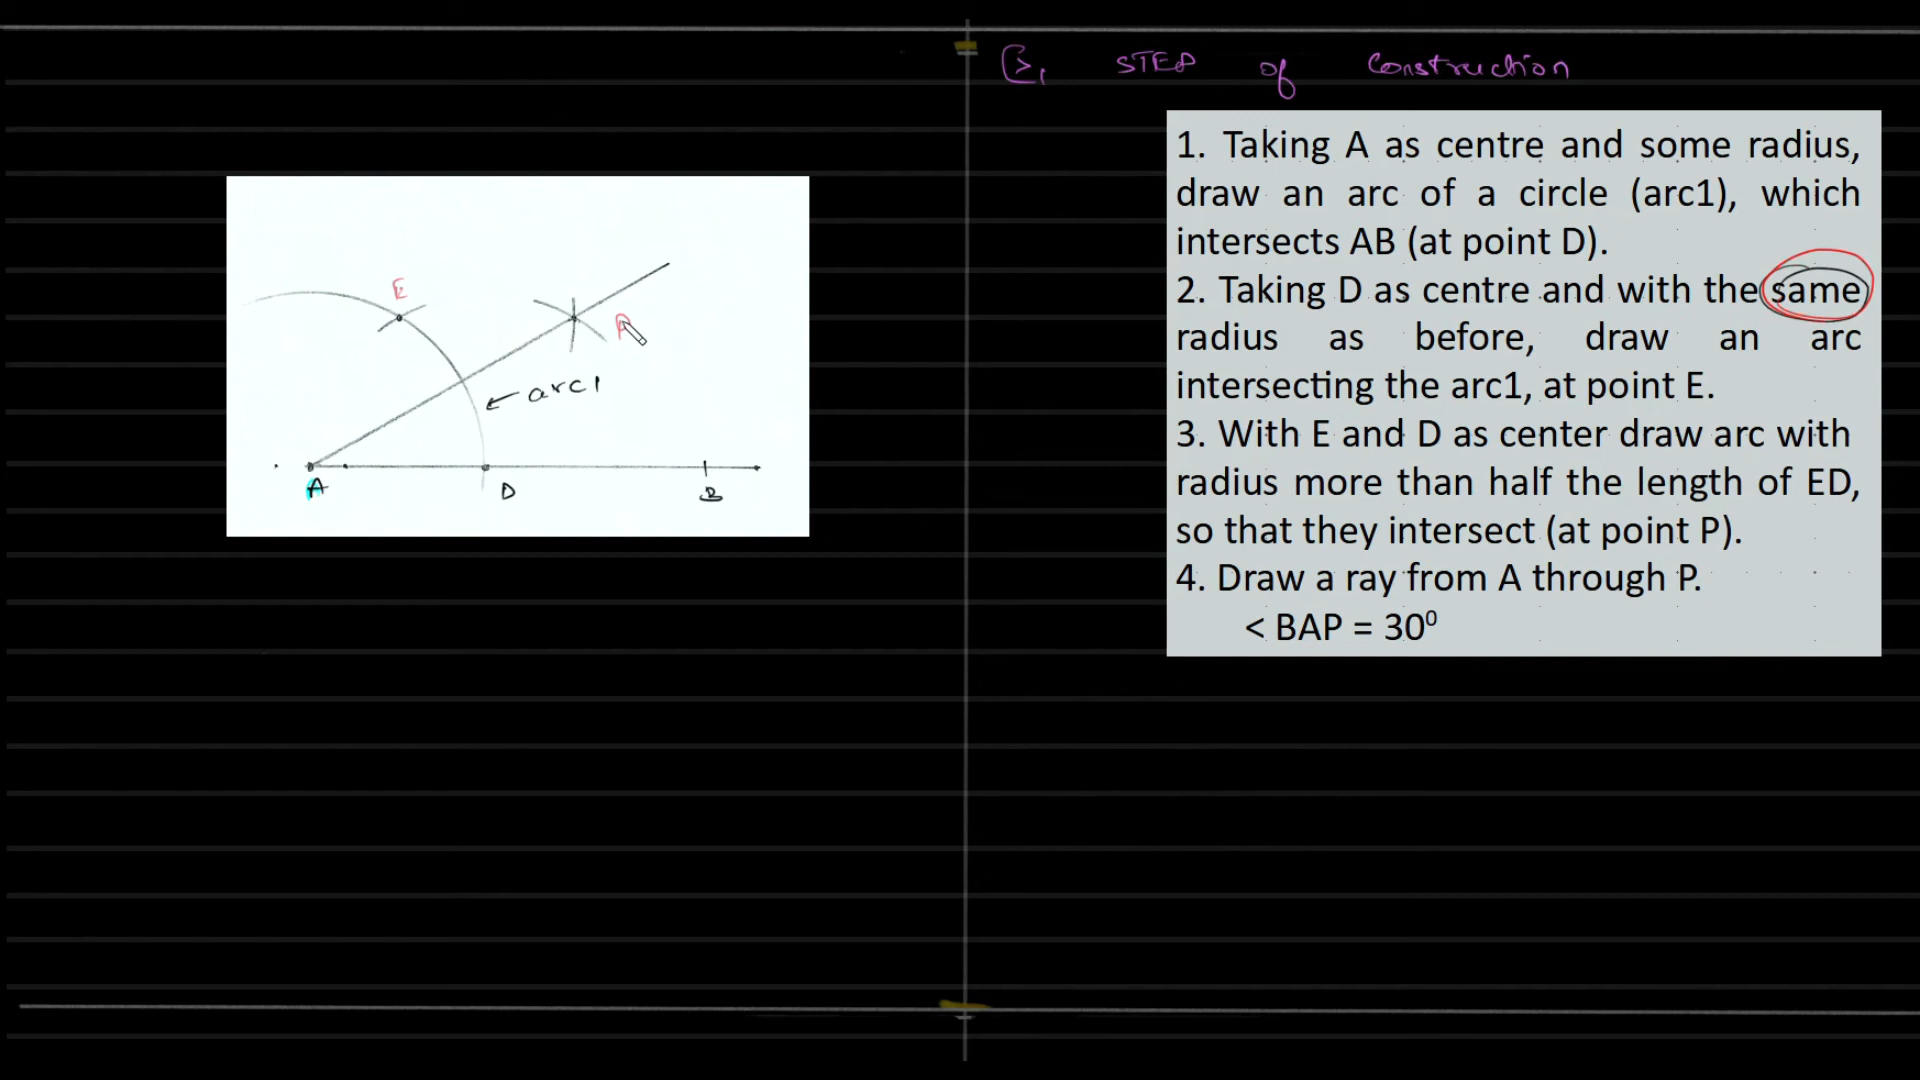 STEP of Construction
E
P
arc1
A
D
B
1. Taking A as centre and some radius,
draw an arc of a circle (arc1), which
intersects AB (at point D).
2. Taking D as centre and with the same
radius as before, draw an arc
intersecting the arc1, at point E.
3. With E and D as center draw arc with
radius more than half the length of ED,
so that they intersect (at point P).
4. Draw a ray from A through P.
< BAP = 30⁰